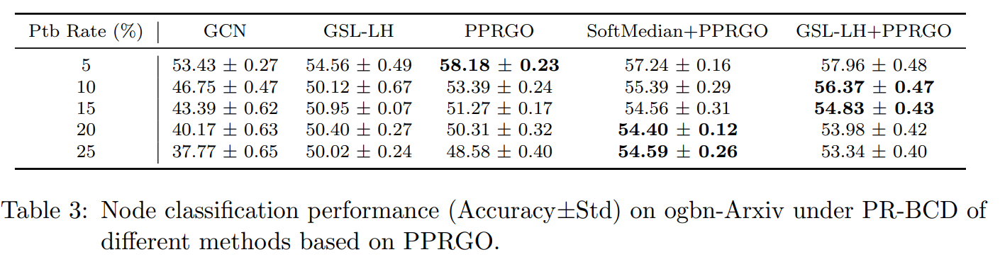 Ptb Rate (%) GCN GSL-LH PPRGO SoftMedian+PPRGO GSL-LH+PPRGO
5 53.43 ± 0.27 54.56 ± 0.49 58.18 ± 0.23 57.24 ± 0.16 57.96 ± 0.48
10 46.75 ± 0.47 50.12 ± 0.67 53.39 ± 0.24 55.39 ± 0.29 56.37 ± 0.47
15 43.39 ± 0.62 50.95 ± 0.07 51.27 ± 0.17 54.56 ± 0.31 54.83 ± 0.43
20 40.17 ± 0.63 50.40 ± 0.27 50.31 ± 0.32 54.40 ± 0.12 53.98 ± 0.42
25 37.77 ± 0.65 50.02 ± 0.24 48.58 ± 0.40 54.59 ± 0.26 53.34 ± 0.40
Table 3: Node classification performance (Accuracy±Std) on ogbn-Arxiv under PR-BCD of
different methods based on PPRGO.